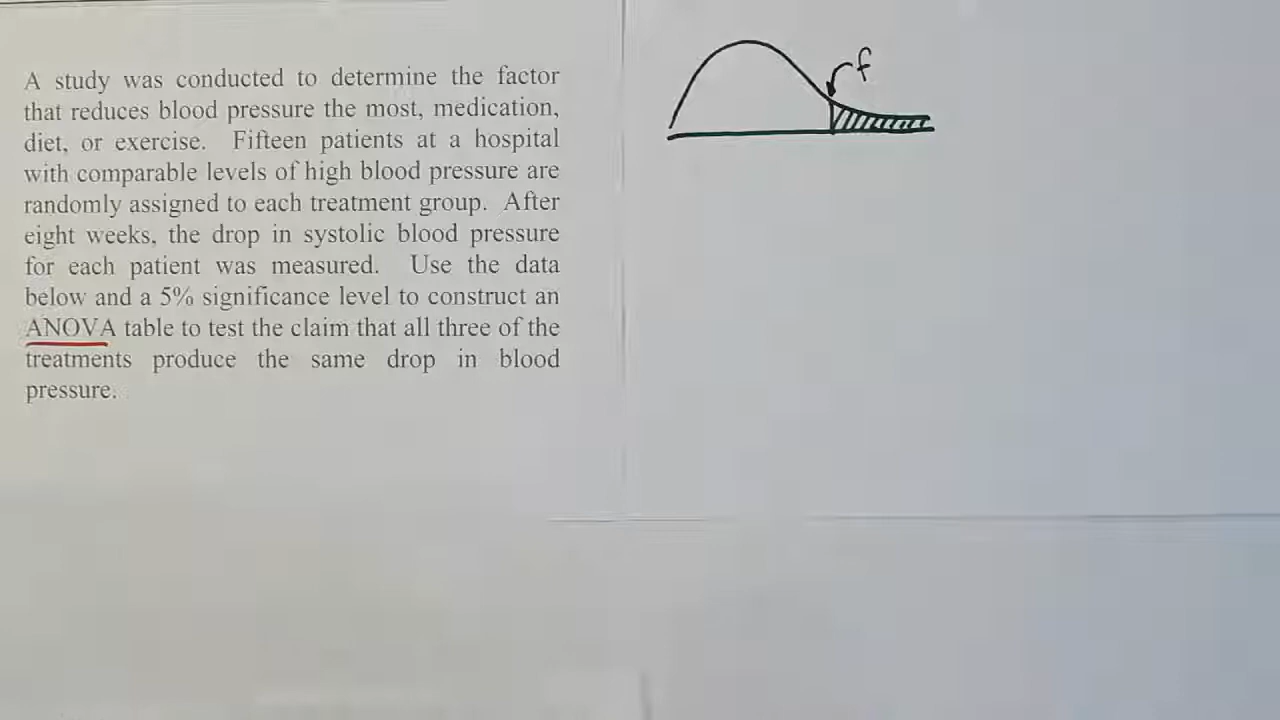 A study was conducted to determine the factor
that reduces blood pressure the most, medication,
diet, or exercise. Fifteen patients at a hospital
with comparable levels of high blood pressure are
randomly assigned to each treatment group. After
eight weeks, the drop in systolic blood pressure
for each patient was measured. Use the data
below and a 5% significance level to construct an
ANOVA table to test the claim that all three of the
treatments produce the same drop in blood
pressure.
f